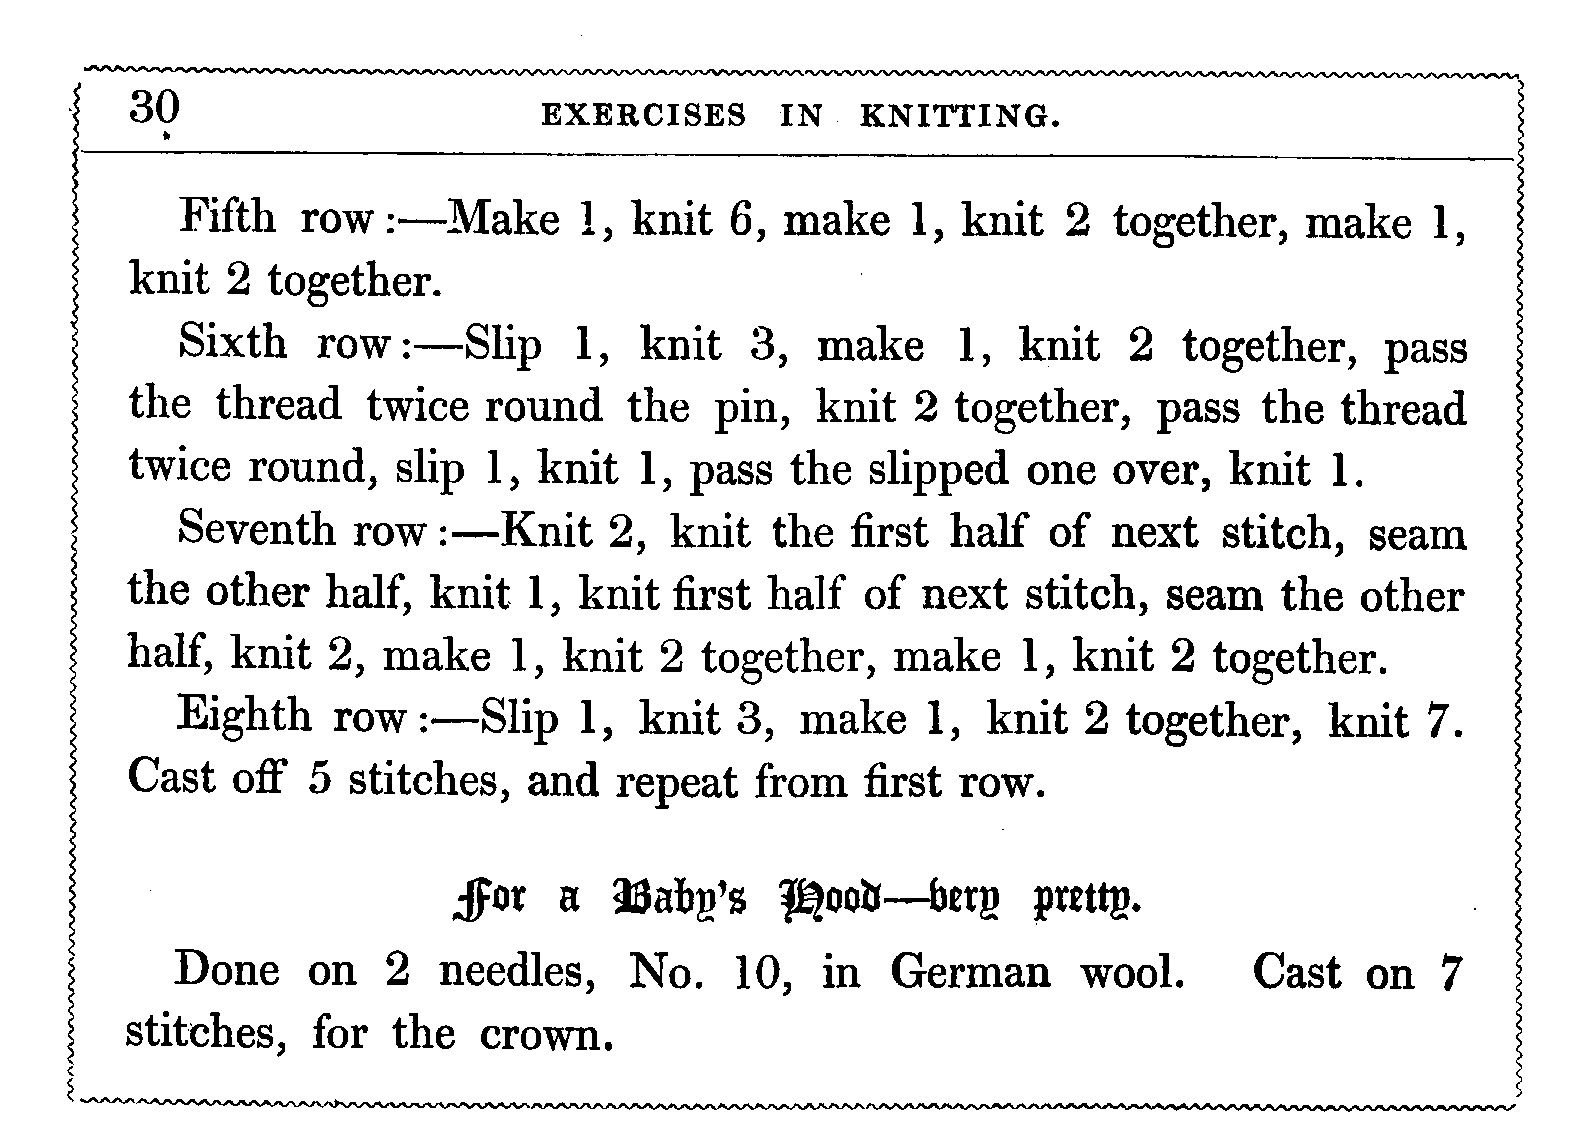 30
EXERCISES IN KNITTING.
Fifth row:—Make 1, knit 6, make 1, knit 2 together, make 1,
knit 2 together.
Sixth row:—Slip 1, knit 3, make 1, knit 2 together, pass
the thread twice round the pin, knit 2 together, pass the thread
twice round, slip 1, knit 1, pass the slipped one over, knit 1.
Seventh row:—Knit 2, knit the first half of next stitch, seam
the other half, knit 1, knit first half of next stitch, seam the other
half, knit 2, make 1, knit 2 together, make 1, knit 2 together.
Eighth row:—Slip 1, knit 3, make 1, knit 2 together, knit 7.
Cast off 5 stitches, and repeat from first row.
For a Baby's Hood—very pretty.
Done on 2 needles, No. 10, in German wool. Cast on 7
stitches, for the crown.